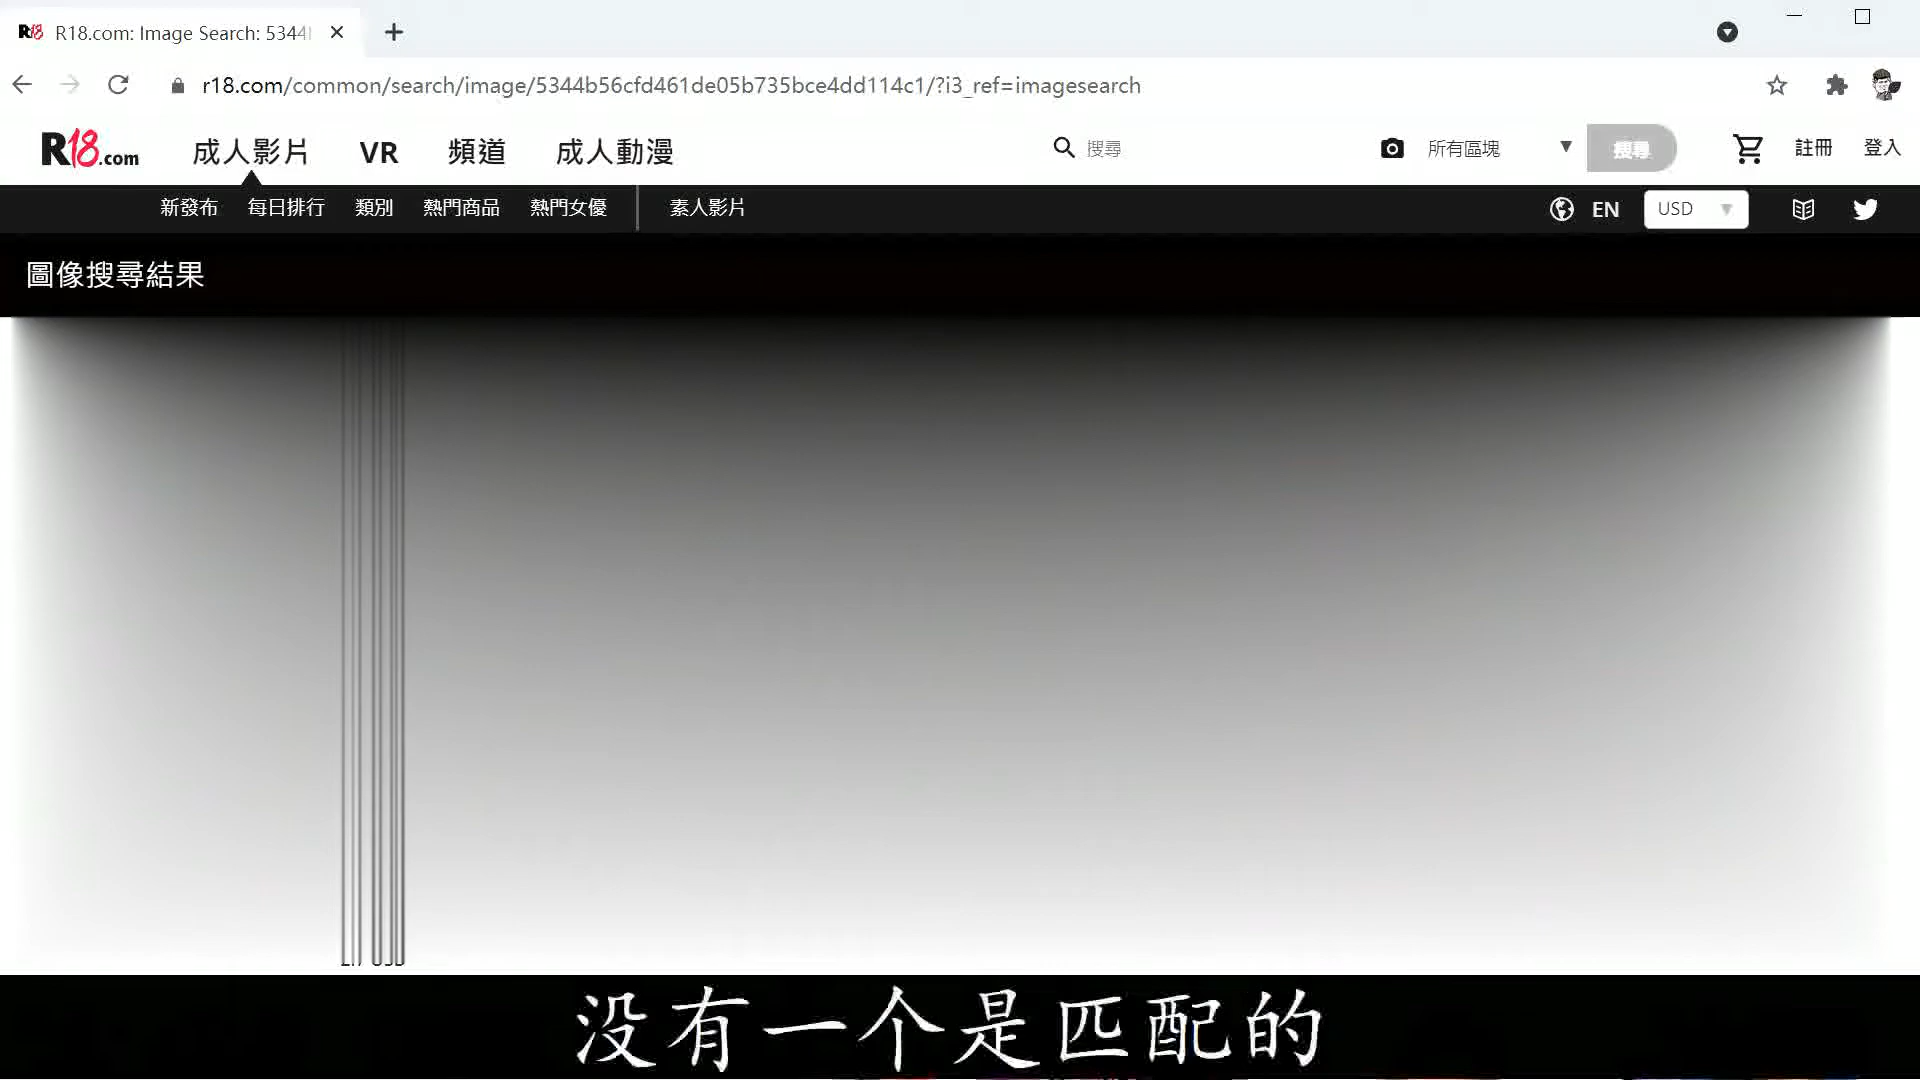 R18 R18.com: Image Search: 5344
r18.com/common/search/image/5344b56cfd461de05b735bce4dd114c1/?i3_ref=imagesearch
R18.com 成人影片 VR 頻道 成人動漫 搜尋 所有區塊 ▼ 搜尋 註冊 登入
新發布 每日排行 類別 熱門商品 熱門女優 素人影片 EN USD ▼
圖像搜尋結果
没有一个是匹配的